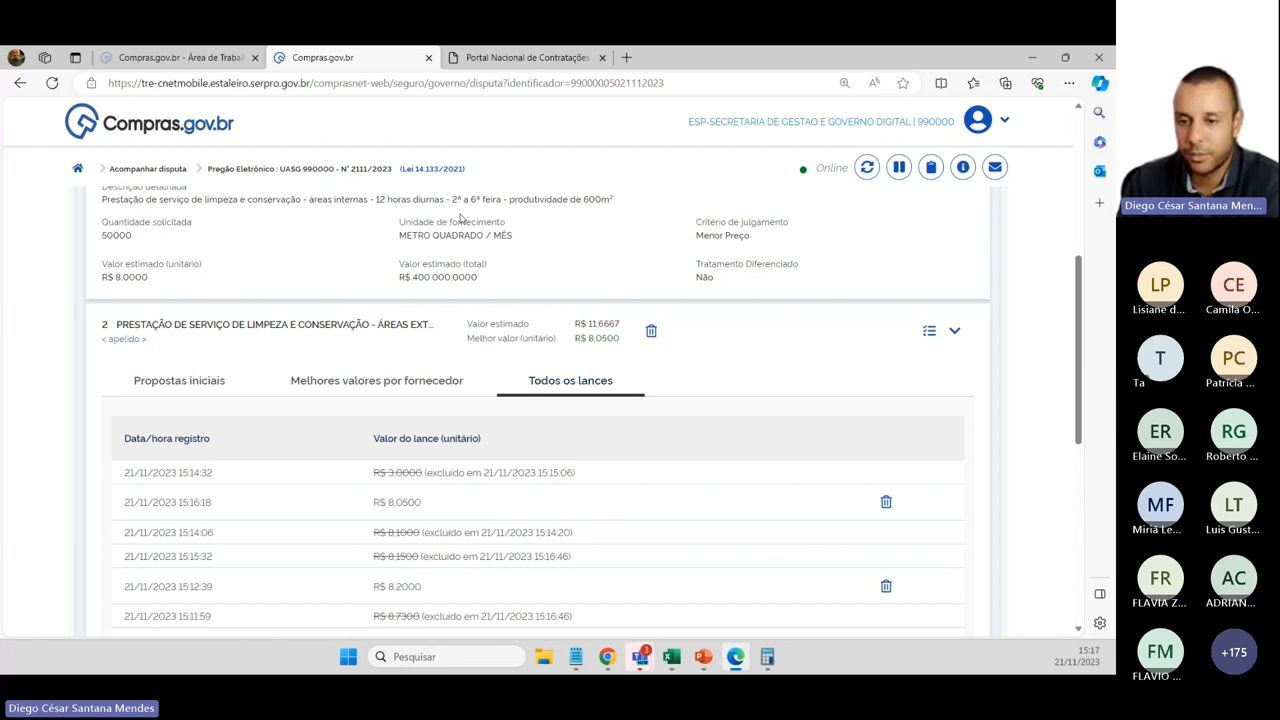 Compras.gov.br - Área de Trabal
Compras.gov.br
Portal Nacional de Contratações
https://tre-cnetmobile.estaleiro.serpro.gov.br/comprasnet-web/seguro/governo/disputa?identificador=99000005021112023
Compras.gov.br
ESP-SECRETARIA DE GESTAO E GOVERNO DIGITAL | 990000
Acompanhar disputa
Pregão Eletrônico : UASG 990000 - N° 2111/2023 (Lei 14.133/2021)
Online
Descrição detalhada
Prestação de serviço de limpeza e conservação - áreas internas - 12 horas diurnas - 2ª a 6ª feira - produtividade de 600m².
Quantidade solicitada
Unidade de fornecimento
Critério de julgamento
50000
METRO QUADRADO / MÊS
Menor Preço
Valor estimado (unitário)
Valor estimado (total)
Tratamento Diferenciado
R$ 8,0000
R$ 400.000,0000
Não
2 PRESTAÇÃO DE SERVIÇO DE LIMPEZA E CONSERVAÇÃO - ÁREAS EXT...
Valor estimado R$ 11,6667
< apelido >
Melhor valor (unitário) R$ 8,0500
Propostas iniciais
Melhores valores por fornecedor
Todos os lances
Data/hora registro
Valor do lance (unitário)
21/11/2023 15:14:32 R$ 3,0000 (excluído em 21/11/2023 15:15:06)
21/11/2023 15:16:18 R$ 8,0500
21/11/2023 15:14:06 R$ 8,1000 (excluído em 21/11/2023 15:14:20)
21/11/2023 15:15:32 R$ 8,1500 (excluído em 21/11/2023 15:16:46)
21/11/2023 15:12:39 R$ 8,2000
21/11/2023 15:11:59 R$ 8,7300 (excluído em 21/11/2023 15:16:46)
Pesquisar
3
15:17
21/11/2023
Diego César Santana Mendes
Diego César Santana Men...
LP
CE
Lisiane d...
Camila O...
T
PC
Ta
Patrícia ...
ER
RG
Elaine So...
Roberto ...
MF
LT
Miriã Le...
Luis Gust...
FR
AC
FLAVIA Z...
ADRIAN...
FM
+175
FLAVIO ...